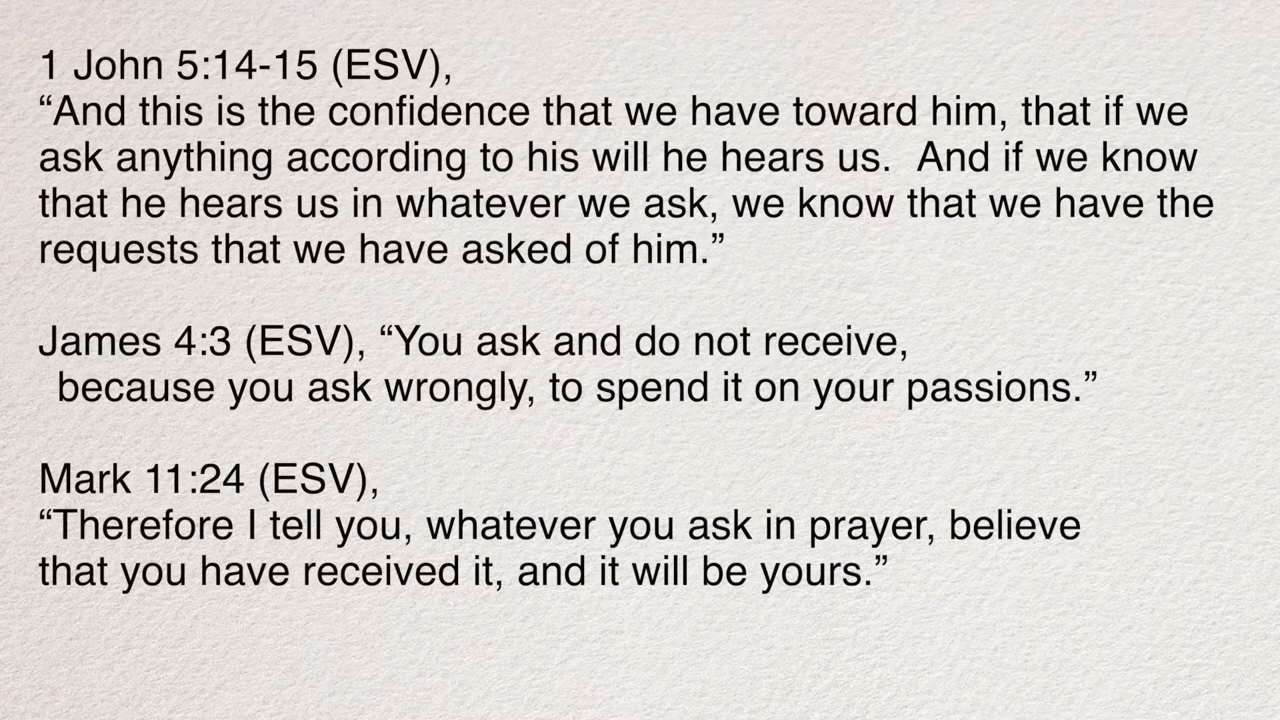 1 John 5:14-15 (ESV),
“And this is the confidence that we have toward him, that if we
ask anything according to his will he hears us.  And if we know
that he hears us in whatever we ask, we know that we have the
requests that we have asked of him.”
James 4:3 (ESV), “You ask and do not receive,
because you ask wrongly, to spend it on your passions.”
Mark 11:24 (ESV),
“Therefore I tell you, whatever you ask in prayer, believe
that you have received it, and it will be yours.”